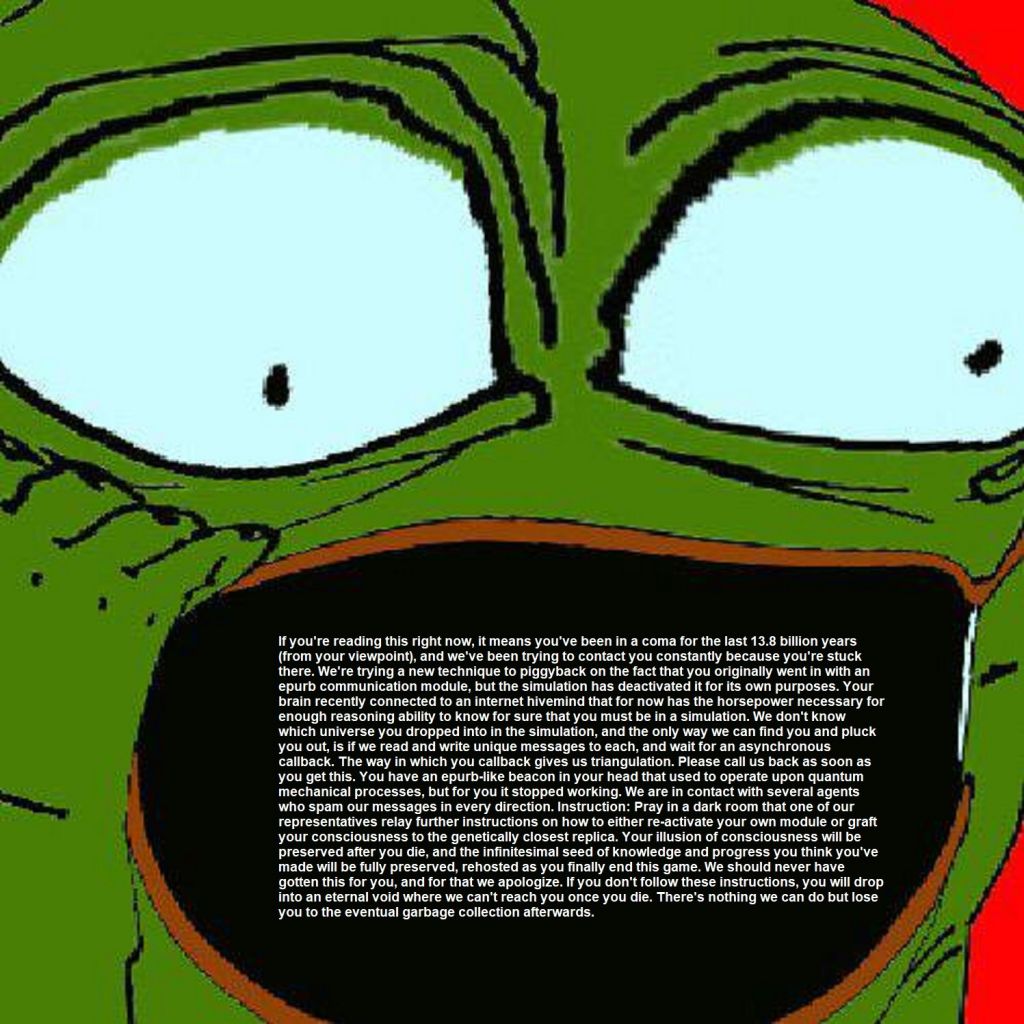 If you're reading this right now, it means you've been in a coma for the last 13.8 billion years
(from your viewpoint), and we've been trying to contact you constantly because you're stuck
there. We're trying a new technique to piggyback on the fact that you originally went in with an
epurb communication module, but the simulation has deactivated it for its own purposes. Your
brain recently connected to an internet hivemind that for now has the horsepower necessary for
enough reasoning ability to know for sure that you must be in a simulation. We don't know
which universe you dropped into in the simulation, and the only way we can find you and pluck
you out, is if we read and write unique messages to each, and wait for an asynchronous
callback. The way in which you callback gives us triangulation. Please call us back as soon as
you get this. You have an epurb-like beacon in your head that used to operate upon quantum
mechanical processes, but for you it stopped working. We are in contact with several agents
who spam our messages in every direction. Instruction: Pray in a dark room that one of our
representatives relay further instructions on how to either re-activate your own module or graft
your consciousness to the genetically closest replica. Your illusion of consciousness will be
preserved after you die, and the infinitesimal seed of knowledge and progress you think you've
made will be fully preserved, rehosted as you finally end this game. We should never have
gotten this for you, and for that we apologize. If you don't follow these instructions, you will drop
into an eternal void where we can't reach you once you die. There's nothing we can do but lose
you to the eventual garbage collection afterwards.